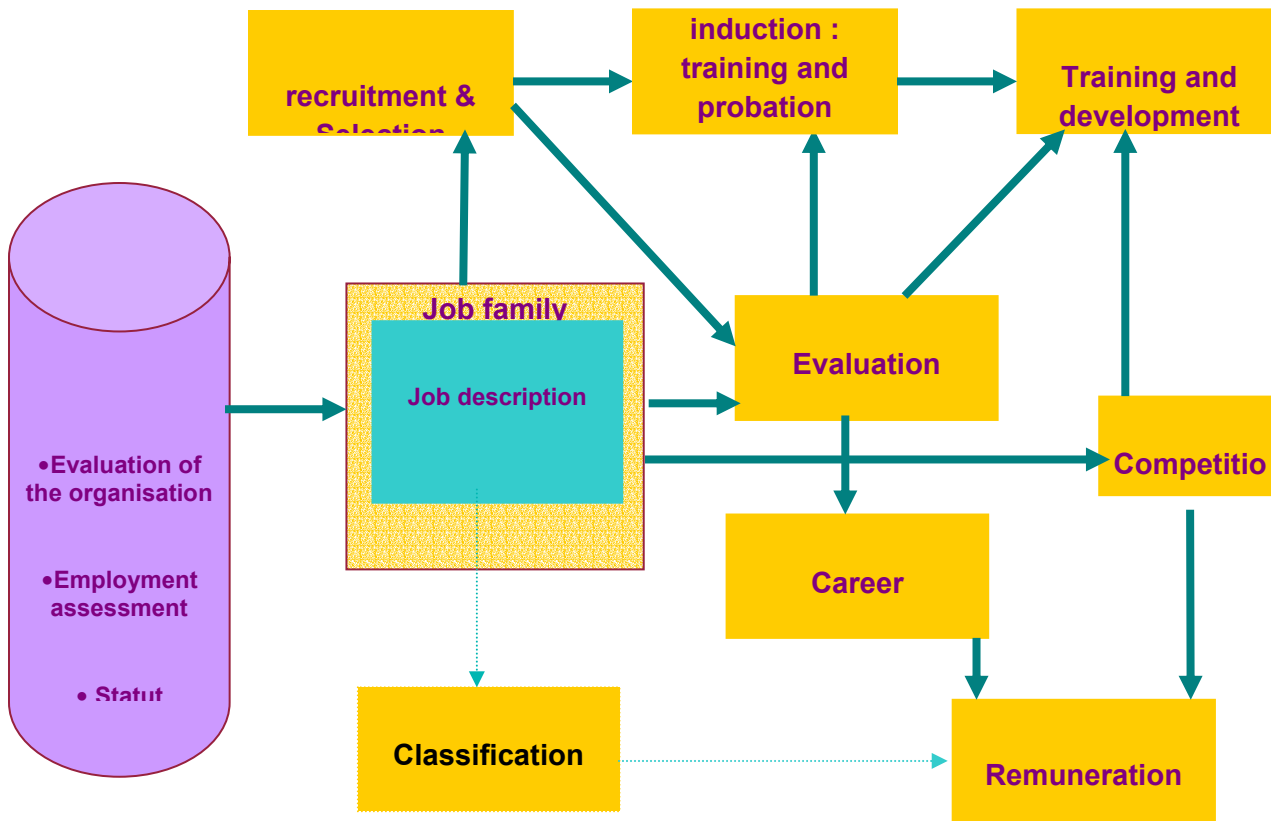 induction :
training and
probation
recruitment &
Selection
Training and
development
Job family
Job description
Evaluation
•Evaluation of
the organisation
•Employment
assessment
• Statut
Competitio
Career
Classification
Remuneration